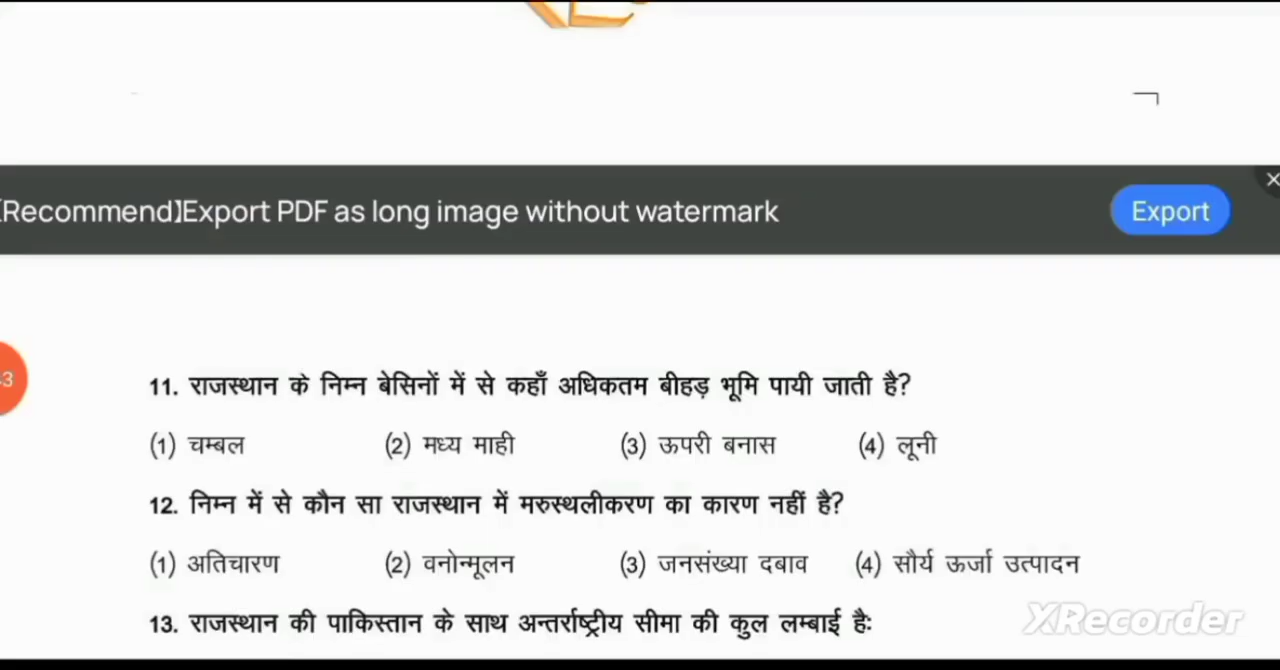 [Recommend]Export PDF as long image without watermark
Export
11. राजस्थान के निम्न बेसिनों में से कहाँ अधिकतम बीहड़ भूमि पायी जाती है?
(1) चम्बल (2) मध्य माही (3) ऊपरी बनास (4) लूनी
12. निम्न में से कौन सा राजस्थान में मरुस्थलीकरण का कारण नहीं है?
(1) अतिचारण (2) वनोन्मूलन (3) जनसंख्या दबाव (4) सौर्य ऊर्जा उत्पादन
13. राजस्थान की पाकिस्तान के साथ अन्तर्राष्ट्रीय सीमा की कुल लम्बाई हैः
XRecorder